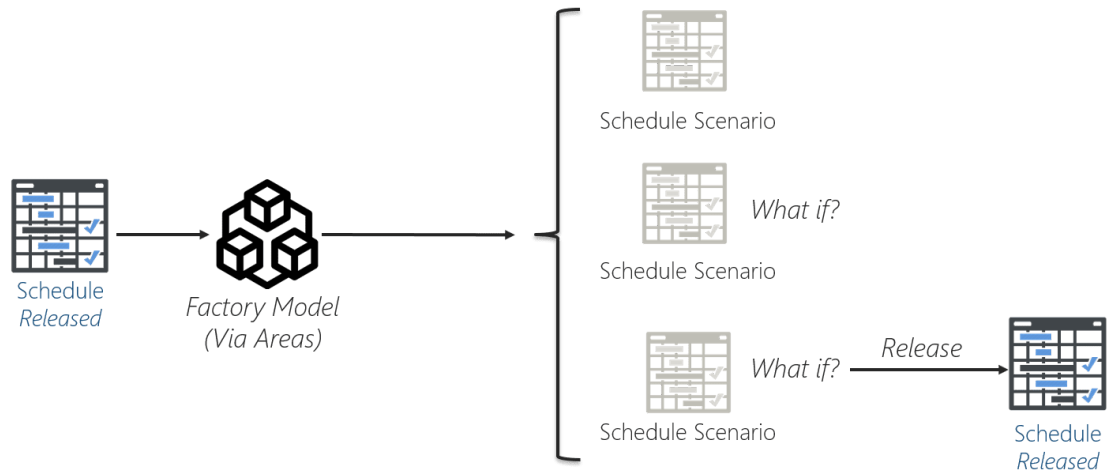 Schedule
Released
Factory Model
(Via Areas)
Schedule Scenario
What if?
Schedule Scenario
What if?
Schedule Scenario
Release
Schedule
Released